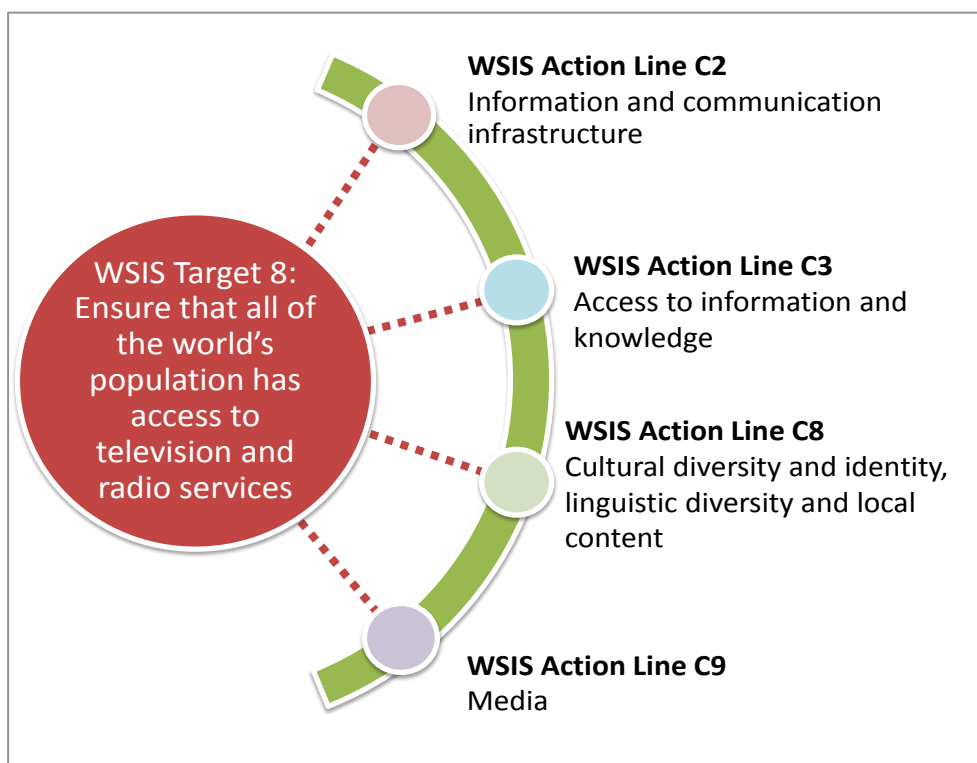 WSIS Target 8:
Ensure that all of
the world's
population has
access to
television and
radio services
WSIS Action Line C2
Information and communication
infrastructure
WSIS Action Line C3
Access to information and
knowledge
WSIS Action Line C8
Cultural diversity and identity,
linguistic diversity and local
content
WSIS Action Line C9
Media